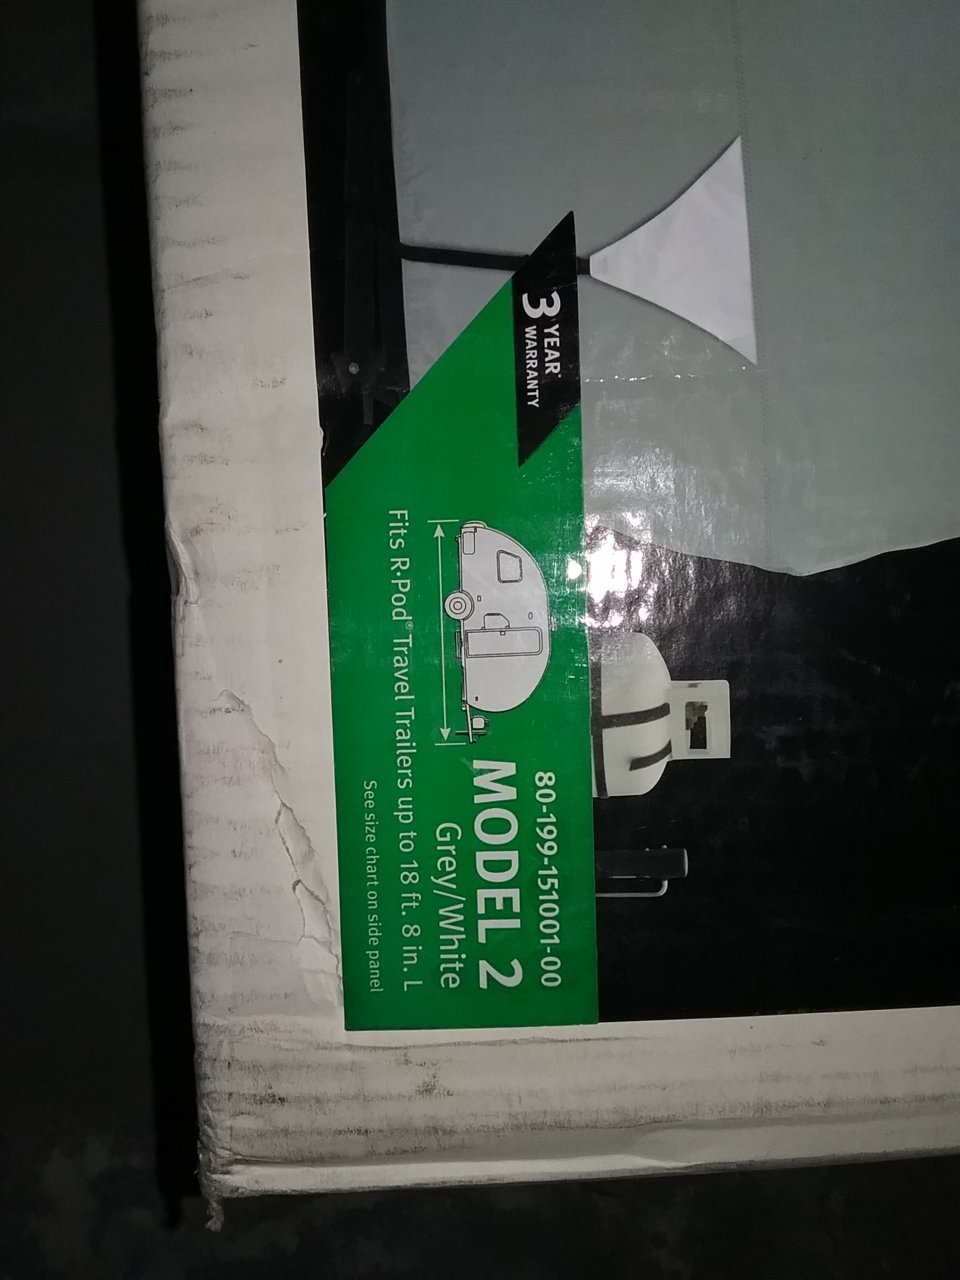 3 YEAR*
WARRANTY
80-199-151001-00
MODEL 2
Grey/White
Fits R•Pod® Travel Trailers up to 18 ft. 8 in. L
See size chart on side panel